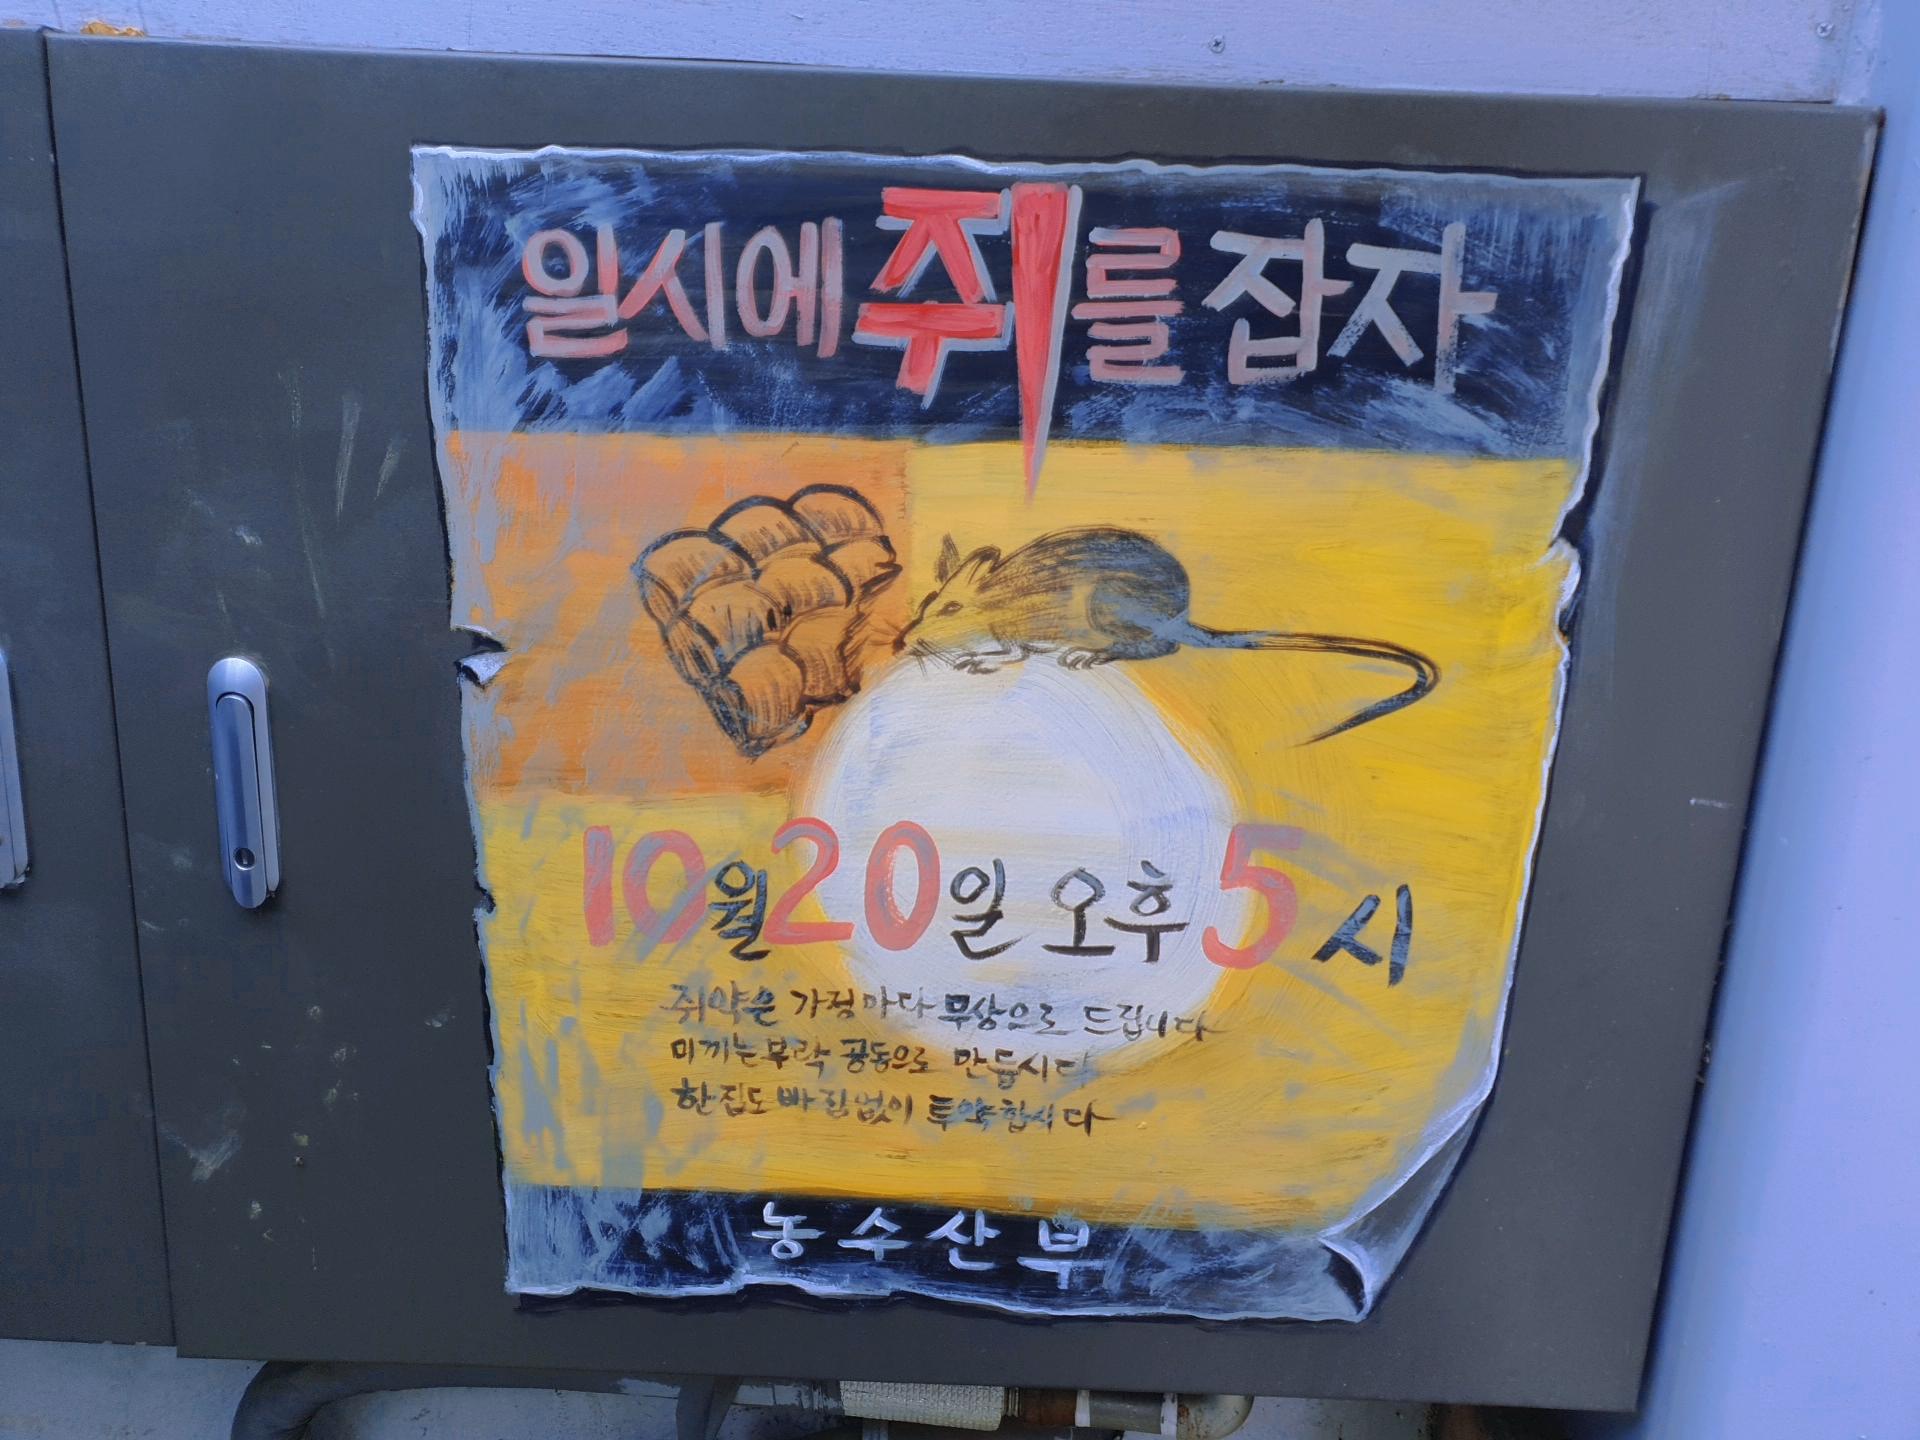 일시에 쥐를 잡자
10월 20일 오후 5시
쥐약은 가정마다 무상으로 드립니다
미끼는 부락 공동으로 만듭시다
한집도 빠짐없이 투약합시다
농수산부